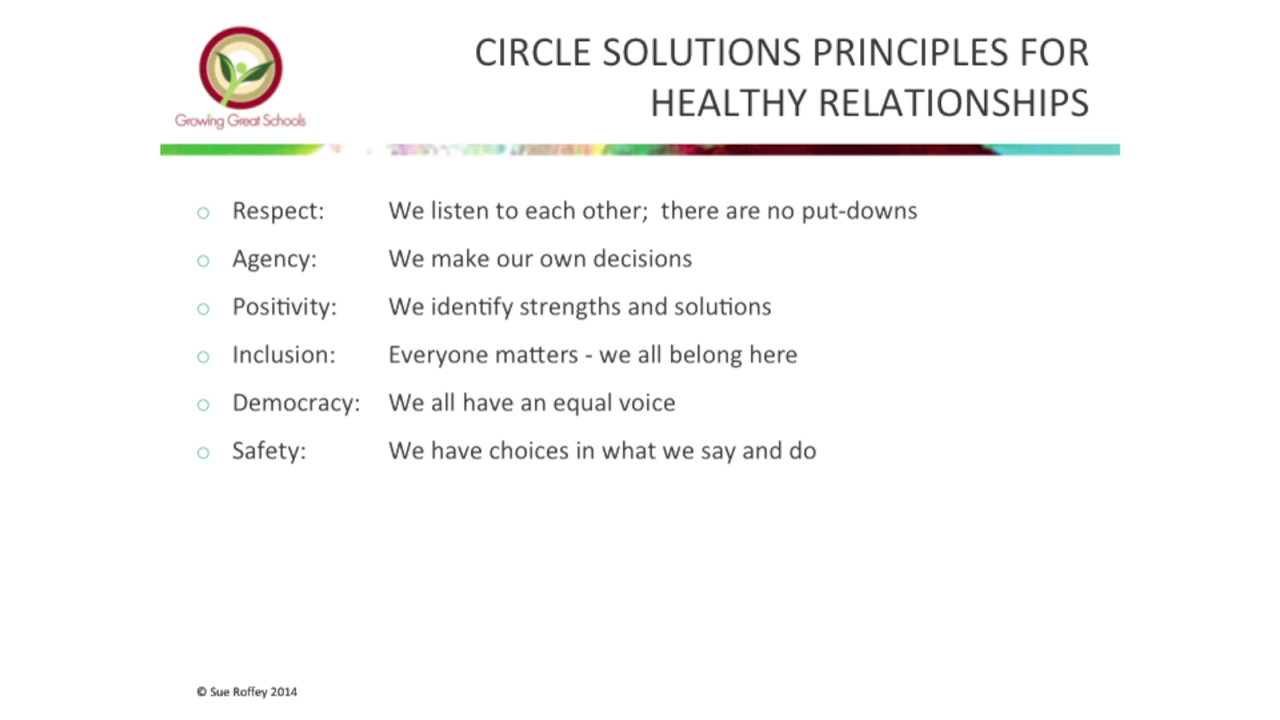 Growing Great Schools
CIRCLE SOLUTIONS PRINCIPLES FOR
HEALTHY RELATIONSHIPS
○ Respect: We listen to each other;  there are no put-downs
○ Agency: We make our own decisions
○ Positivity: We identify strengths and solutions
○ Inclusion: Everyone matters - we all belong here
○ Democracy: We all have an equal voice
○ Safety: We have choices in what we say and do
© Sue Roffey 2014